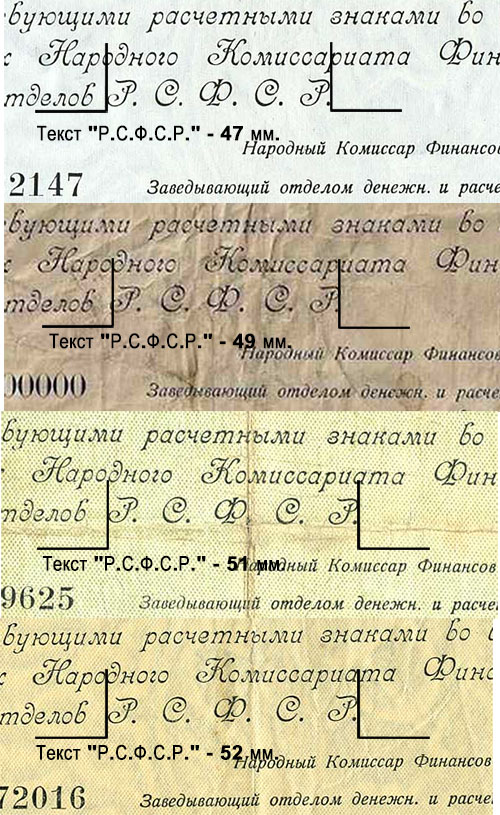 вующими расчетными знаками во
Народного Комиссариата Фин
тделов Р. С. Ф. С. Р.
Текст "Р.С.Ф.С.Р." - 47 мм.
Народный Комиссар Финансов
2147 Заведывающий отделом денежн. и расче
вующими расчетными знаками во
Народного Комиссариата Фин
тделов Р. С. Ф. С. Р.
Текст "Р.С.Ф.С.Р." - 49 мм.
Народный Комиссар Финансов
00000 Заведывающий отделом денежн. и расче
вующими расчетными знаками во
Народного Комиссариата Фин
тделов Р. С. Ф. С. Р.
Текст "Р.С.Ф.С.Р." - 51 мм.
Народный Комиссар Финансов
9625 Заведывающий отделом денежн. и расче
вующими расчетными знаками во
Народного Комиссариата Финс
тделов Р. С. Ф. С. Р.
Текст "Р.С.Ф.С.Р." - 52 мм.
Народный Комиссар Финансов
72016 Заведывающий отделом денежн. и расче